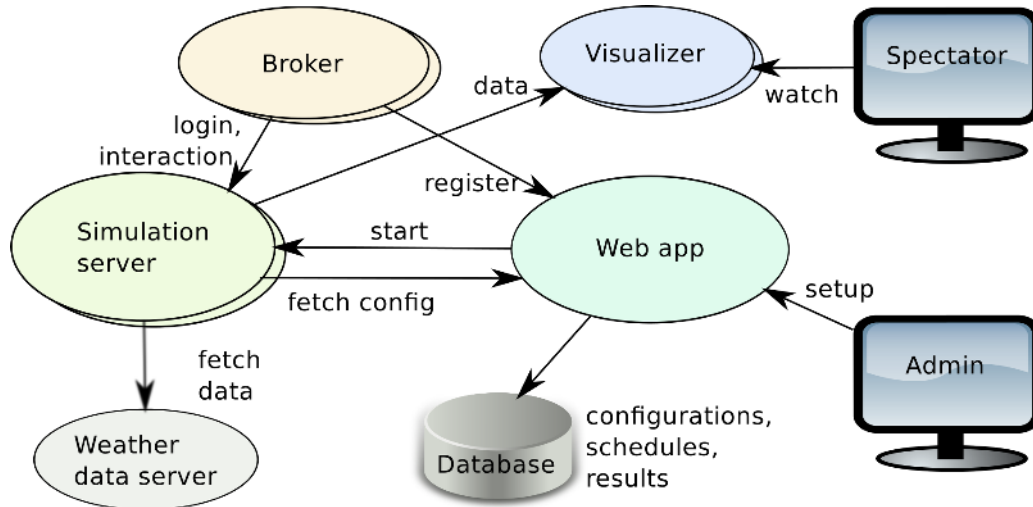 Broker
Visualizer
Spectator
data
watch
login,
interaction
register
Simulation
server
start
Web app
fetch config
setup
fetch
data
Admin
configurations,
schedules,
results
Weather
data server
Database